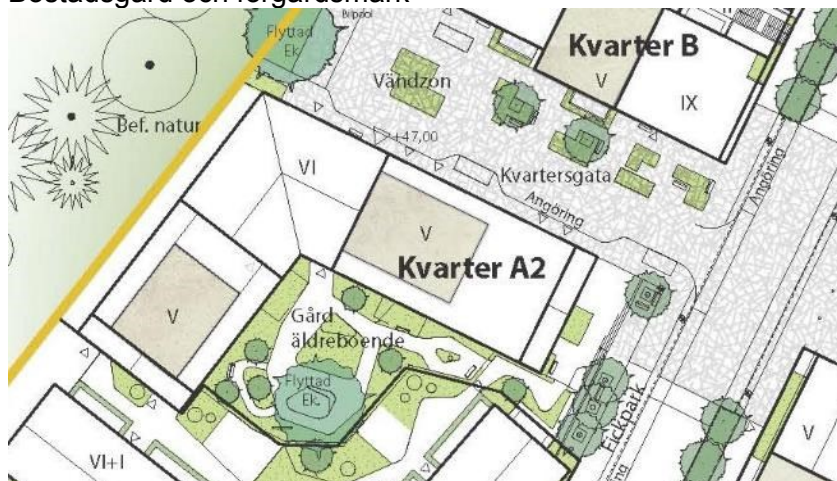 Bostadsgård och förgårdsmark
Flyttad
Ek.
Kvarter B
V
IX
Vändzon
Bef. natur
+47,00
VI
Kvartersgata
Angöring
Angöring
V
Kvarter A2
V
Gård
äldreboende
Flyttad
Ek.
Fickpark
V
VI+I